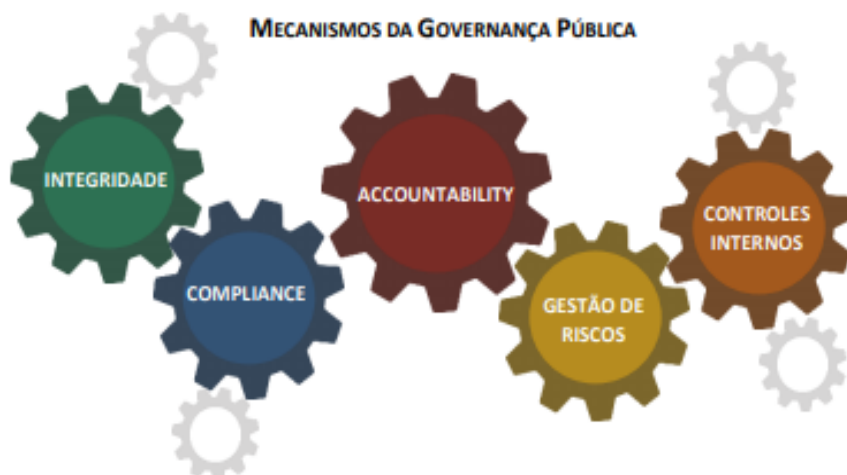 MECANISMOS DA GOVERNANÇA PÚBLICA
INTEGRIDADE
COMPLIANCE
ACCOUNTABILITY
GESTÃO DE
RISCOS
CONTROLES
INTERNOS